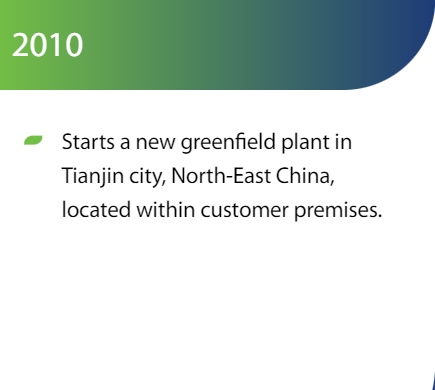 2010
Starts a new greenfield plant in
Tianjin city, North-East China,
located within customer premises.